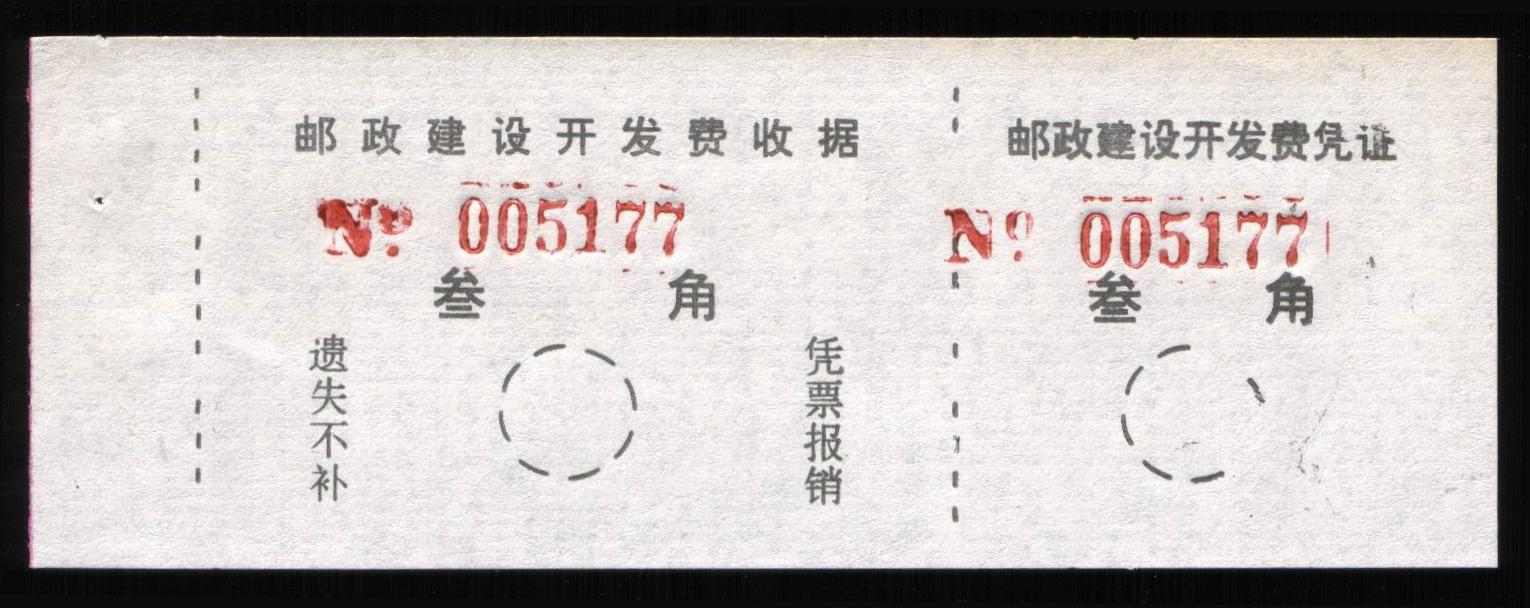 邮政建设开发费收据
Nº 005177
叁 角
遗失不补
凭票报销
邮政建设开发费凭证
Nº 005177
叁 角